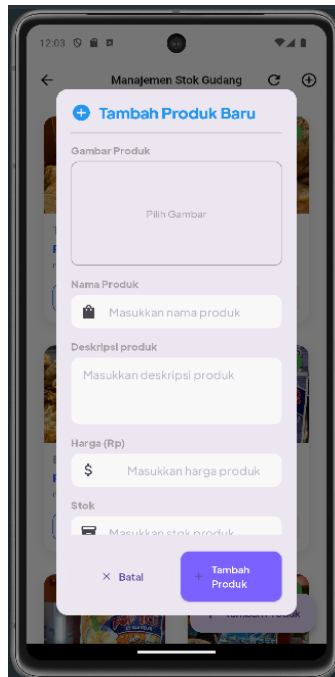 12:03
Manajemen Stok Gudang
Tambah Produk Baru
Gambar Produk
Pilih Gambar
Nama Produk
Masukkan nama produk
Deskripsi produk
Masukkan deskripsi produk
Harga (Rp)
$ Masukkan harga produk
Stok
Masukkan stok produk
× Batal
+ Tambah
Produk